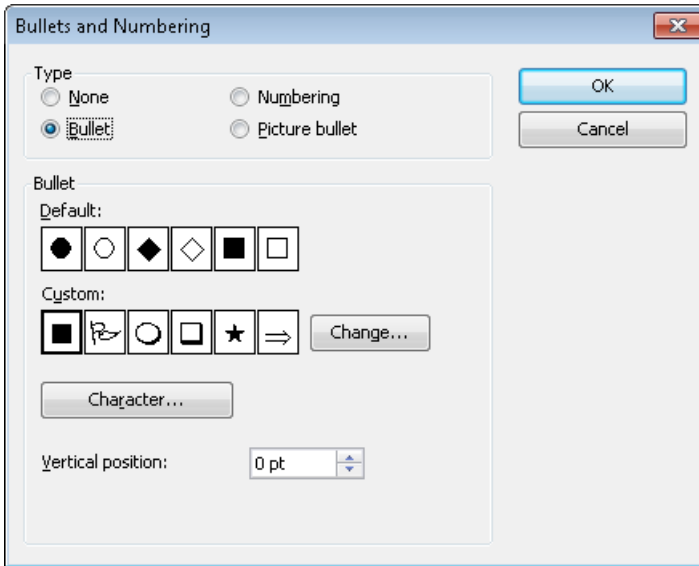 Bullets and Numbering
Type
None
Numbering
OK
Bullet
Picture bullet
Cancel
Bullet
Default:
Custom:
Change...
Character...
Vertical position:
0 pt